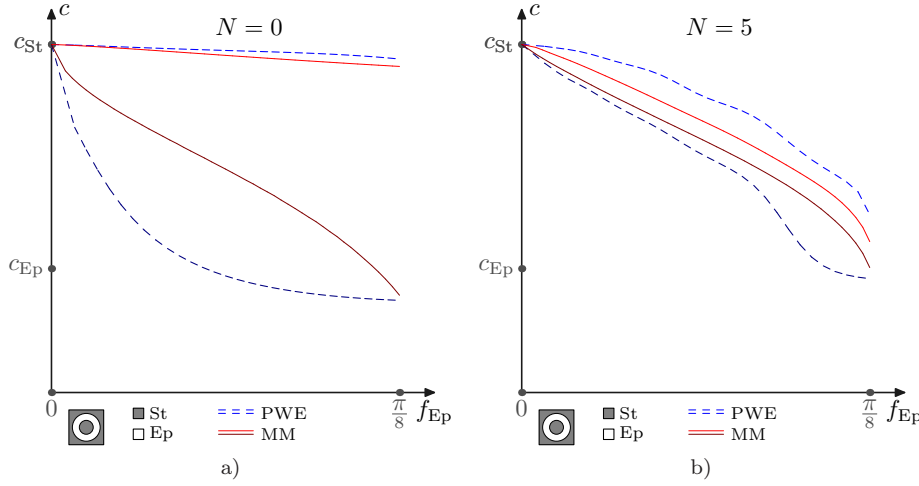 c
N = 0
c_St
c_Ep
0
π/8
f_Ep
St
Ep
PWE
MM
a)
c
N = 5
c_St
c_Ep
0
π/8
f_Ep
St
Ep
PWE
MM
b)